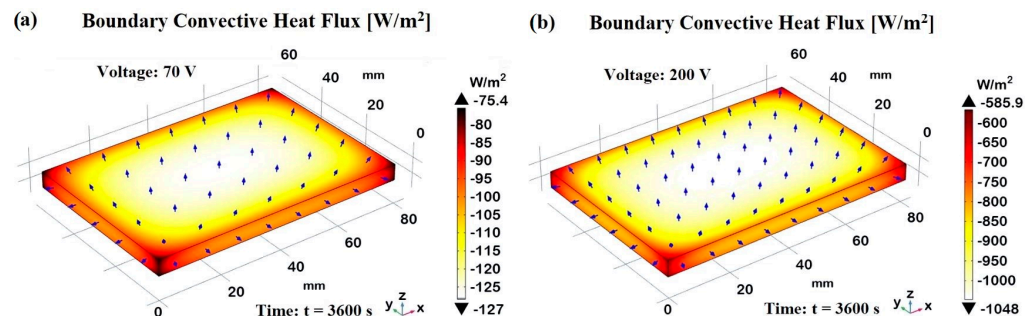 (a) Boundary Convective Heat Flux [W/m²]
Voltage: 70 V
60
mm
40
20
0
W/m²
-75.4
-80
-85
-90
-95
-100
-105
-110
-115
-120
-125
-127
80
60
mm
40
20
0
Time: t = 3600 s
y z x
(b) Boundary Convective Heat Flux [W/m²]
Voltage: 200 V
60
mm
40
20
0
W/m²
-585.9
-600
-650
-700
-750
-800
-850
-900
-950
-1000
-1048
80
60
mm
40
20
0
Time: t = 3600 s
y z x